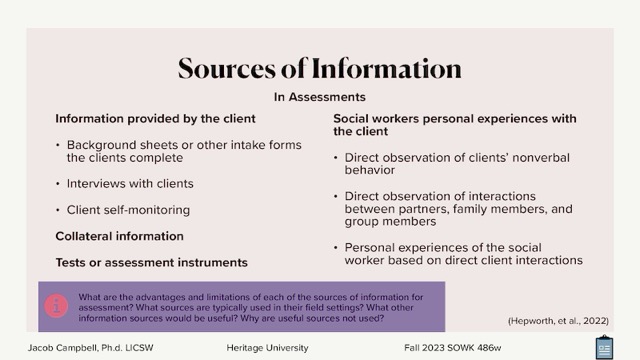 Sources of Information
In Assessments
Information provided by the client
• Background sheets or other intake forms
the clients complete
• Interviews with clients
• Client self-monitoring
Collateral information
Tests or assessment instruments
Social workers personal experiences with
the client
• Direct observation of clients' nonverbal
behavior
• Direct observation of interactions
between partners, family members, and
group members
• Personal experiences of the social
worker based on direct client interactions
What are the advantages and limitations of each of the sources of information for
assessment? What sources are typically used in their field settings? What other
information sources would be useful? Why are useful sources not used?
(Hepworth, et al., 2022)
Jacob Campbell, Ph.d. LICSW
Heritage University
Fall 2023 SOWK 486w